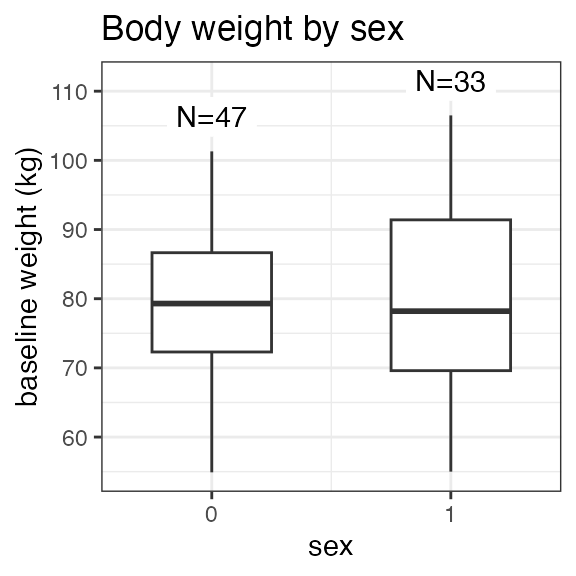 Body weight by sex
N=33
N=47
110
100
90
80
70
60
baseline weight (kg)
0 1
sex